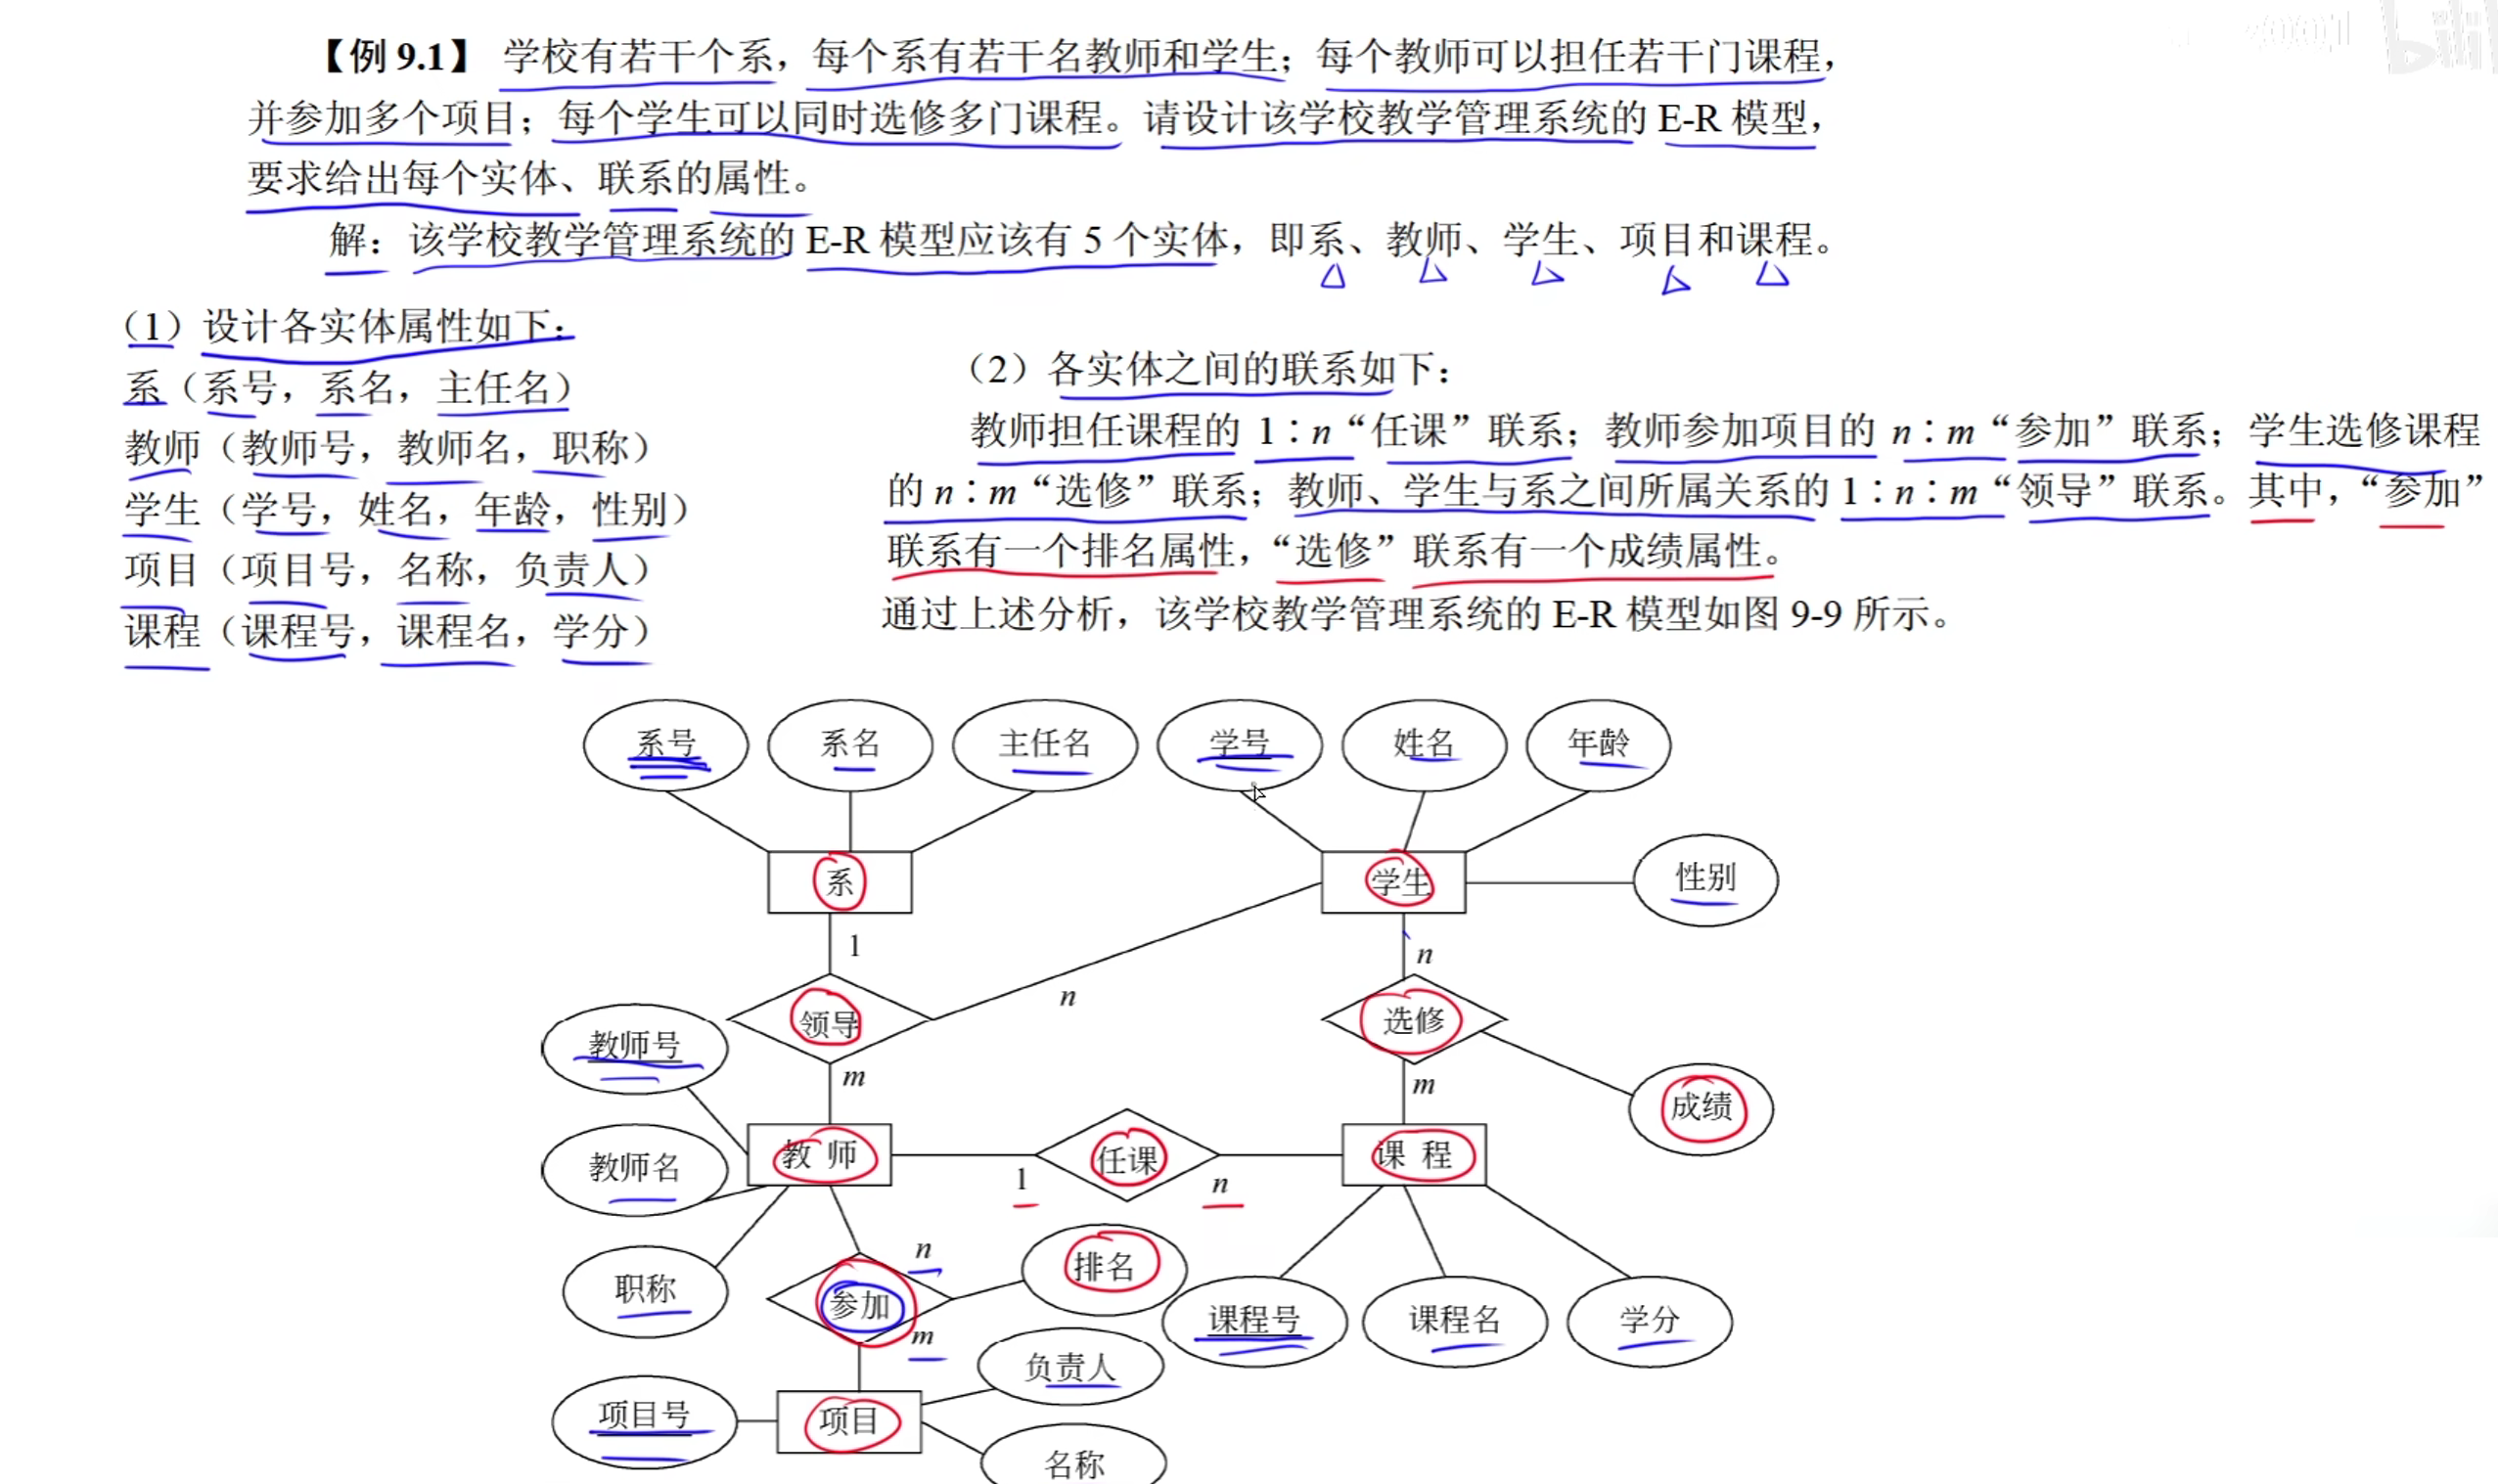 【例 9.1】 学校有若干个系，每个系有若干名教师和学生；每个教师可以担任若干门课程，
并参加多个项目；每个学生可以同时选修多门课程。请设计该学校教学管理系统的 E-R 模型，
要求给出每个实体、联系的属性。
解：该学校教学管理系统的 E-R 模型应该有 5 个实体，即系、教师、学生、项目和课程。
（1）设计各实体属性如下：
系（系号，系名，主任名）
教师（教师号，教师名，职称）
学生（学号，姓名，年龄，性别）
项目（项目号，名称，负责人）
课程（课程号，课程名，学分）
（2）各实体之间的联系如下：
教师担任课程的 1∶n“任课”联系；教师参加项目的 n∶m“参加”联系；学生选修课程
的 n∶m“选修”联系；教师、学生与系之间所属关系的 1∶n∶m“领导”联系。其中，“参加”
联系有一个排名属性，“选修”联系有一个成绩属性。
通过上述分析，该学校教学管理系统的 E-R 模型如图 9-9 所示。
系号 系名 主任名 学号 姓名 年龄
系 学生 性别
1 n
n
领导 选修
教师号 m m
成绩
教 师 任课 课 程
教师名 1 n
n 排名
职称 参加 课程号 课程名 学分
m
负责人
项目号 项目
名称